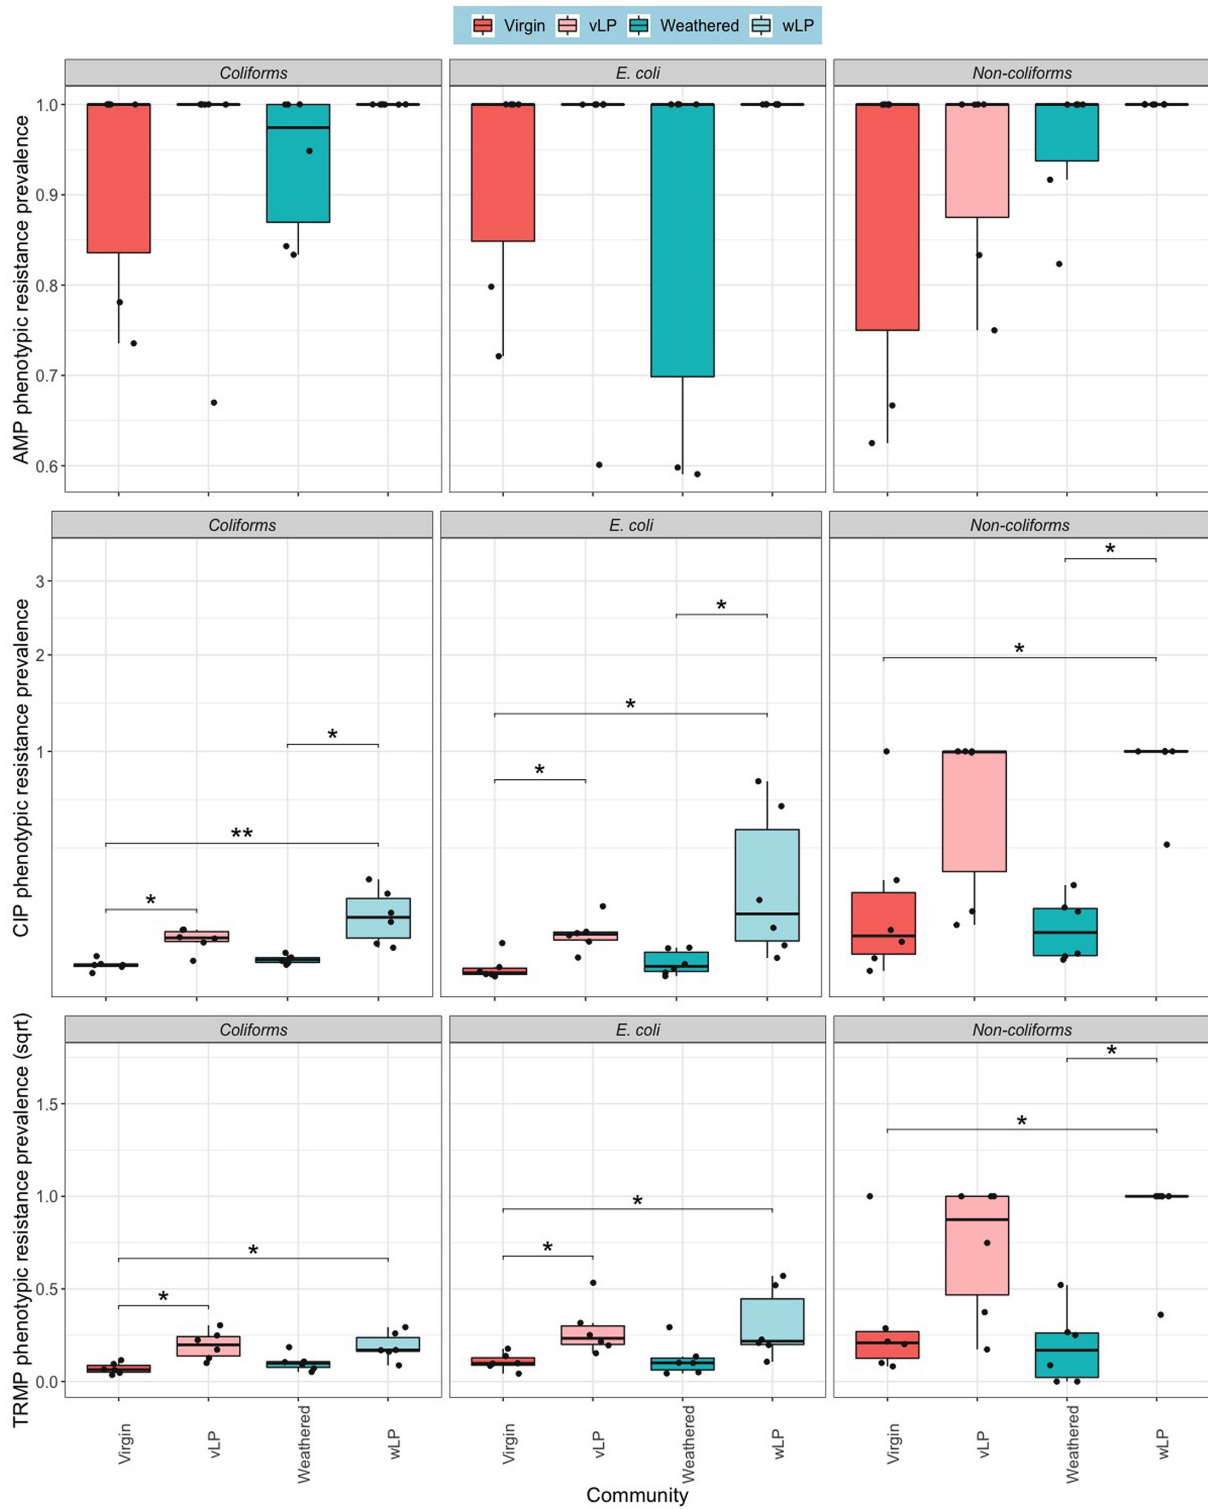 Virgin vLP Weathered wLP
Coliforms E. coli Non-coliforms
AMP phenotypic resistance prevalence
1.0
0.9
0.8
0.7
0.6
Coliforms E. coli Non-coliforms
CIP phenotypic resistance prevalence
3
2
1
*
**
*
*
*
*
*
*
Coliforms E. coli Non-coliforms
TRMP phenotypic resistance prevalence (sqrt)
1.5
1.0
0.5
0.0
*
*
*
*
*
*
Virgin vLP Weathered wLP Virgin vLP Weathered wLP Virgin vLP Weathered wLP
Community